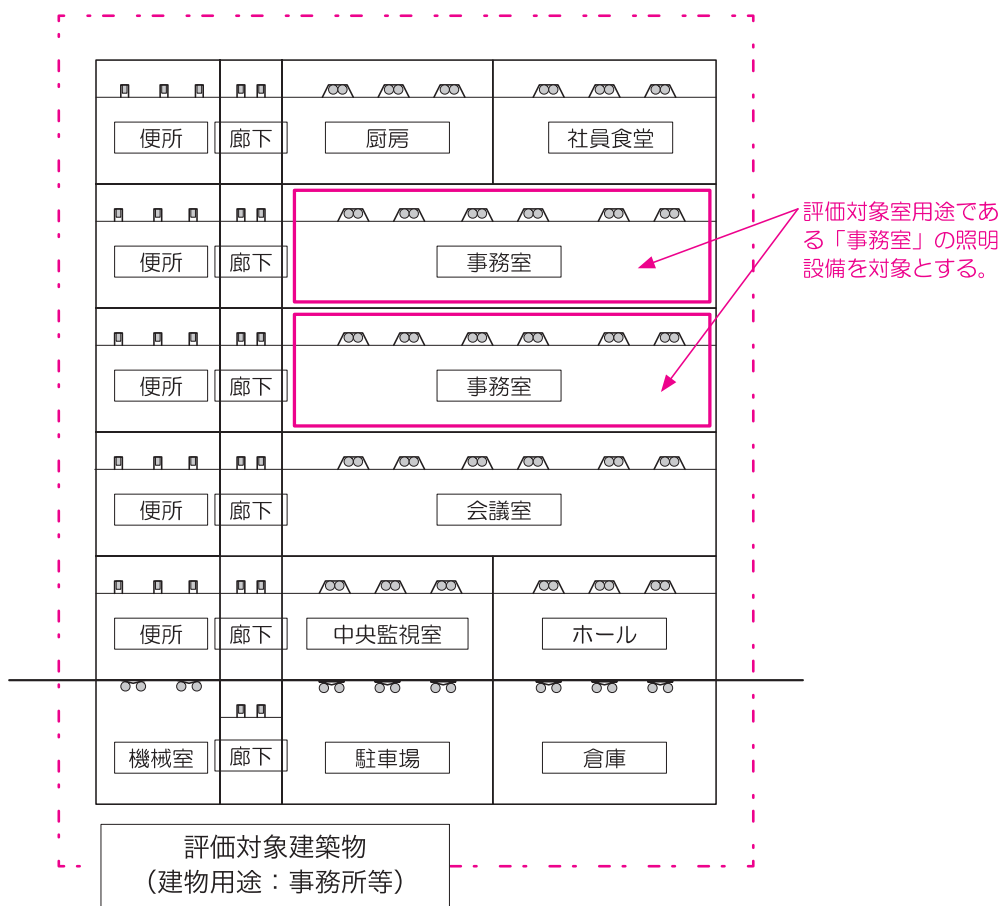 便所
廊下
厨房
社員食堂
便所
廊下
事務室
評価対象室用途であ
る「事務室」の照明
設備を対象とする。
便所
廊下
事務室
便所
廊下
会議室
便所
廊下
中央監視室
ホール
機械室
廊下
駐車場
倉庫
評価対象建築物
（建物用途：事務所等）